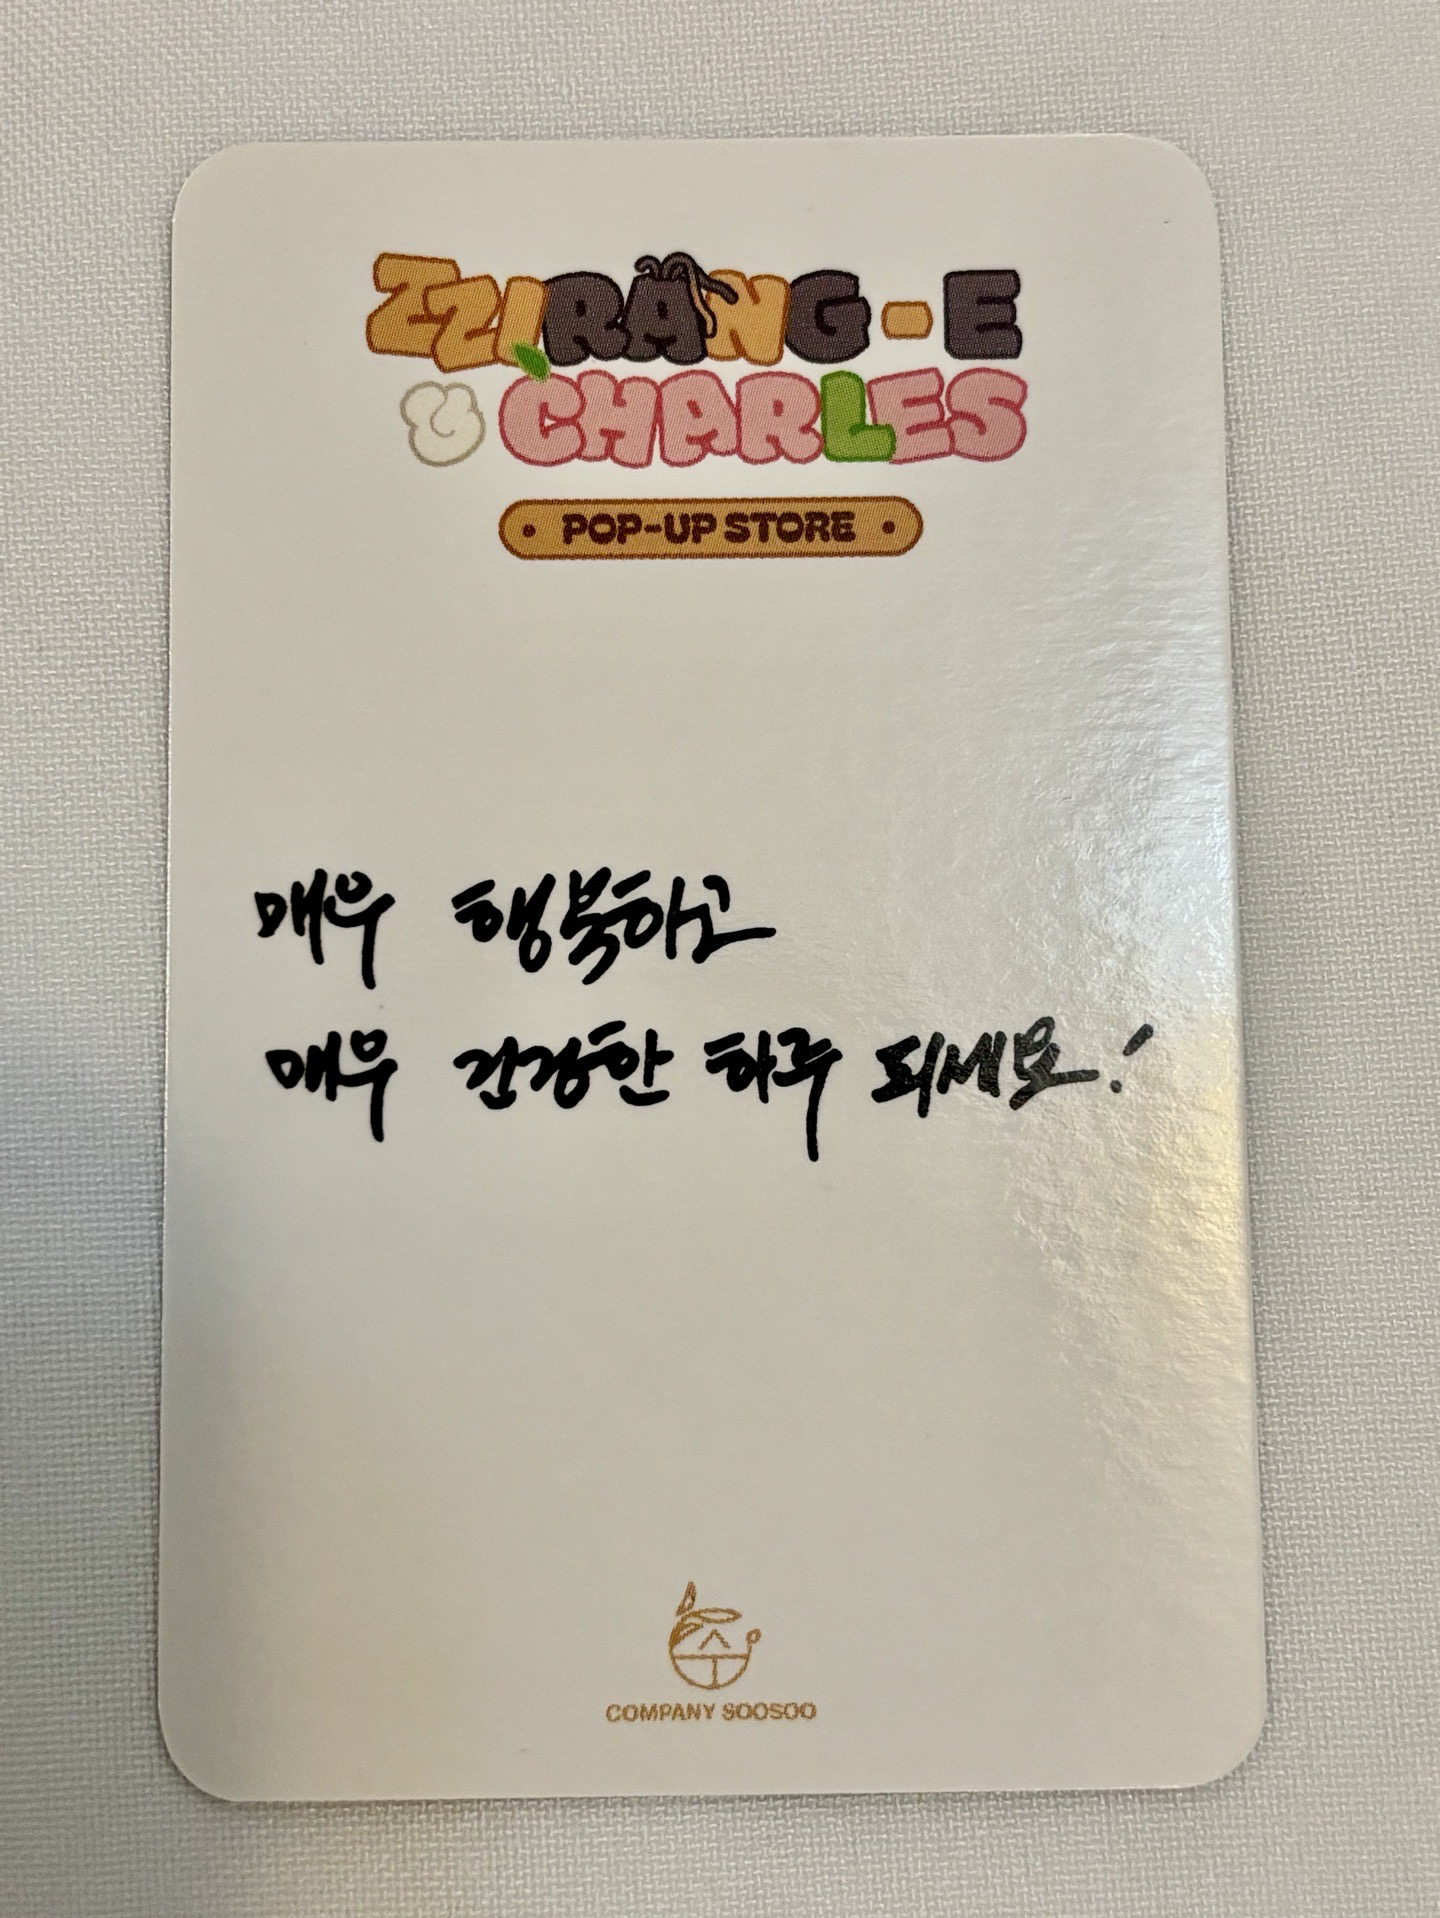 ZZIRANG-E
& CHARLES
• POP-UP STORE •
매우 행복하고
매우 건강한 하루 되세요!
수
COMPANY SOOSOO